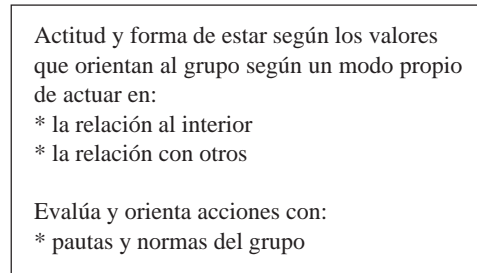 Actitud y forma de estar según los valores
que orientan al grupo según un modo propio
de actuar en:
* la relación al interior
* la relación con otros
Evalúa y orienta acciones con:
* pautas y normas del grupo